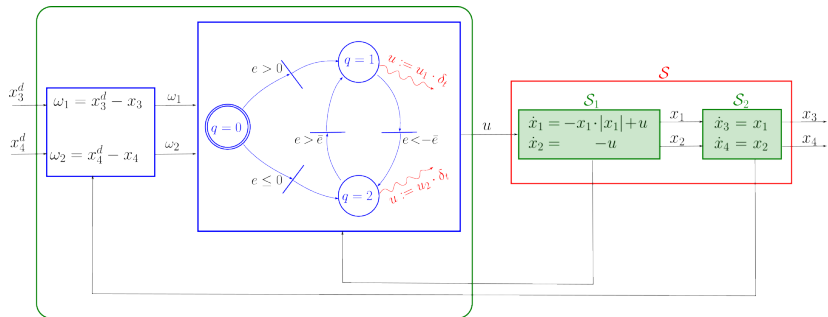 x_3^d
x_4^d
ω_1 = x_3^d − x_3
ω_2 = x_4^d − x_4
ω_1
ω_2
q = 0
e > 0
e ≤ 0
q = 1
q = 2
u := u_1 · δ_t
u := u_2 · δ_t
e > ē
e < −ē
u
𝒮
𝒮_1
ẋ_1 = −x_1·|x_1| + u
ẋ_2 = −u
x_1
x_2
𝒮_2
ẋ_3 = x_1
ẋ_4 = x_2
x_3
x_4